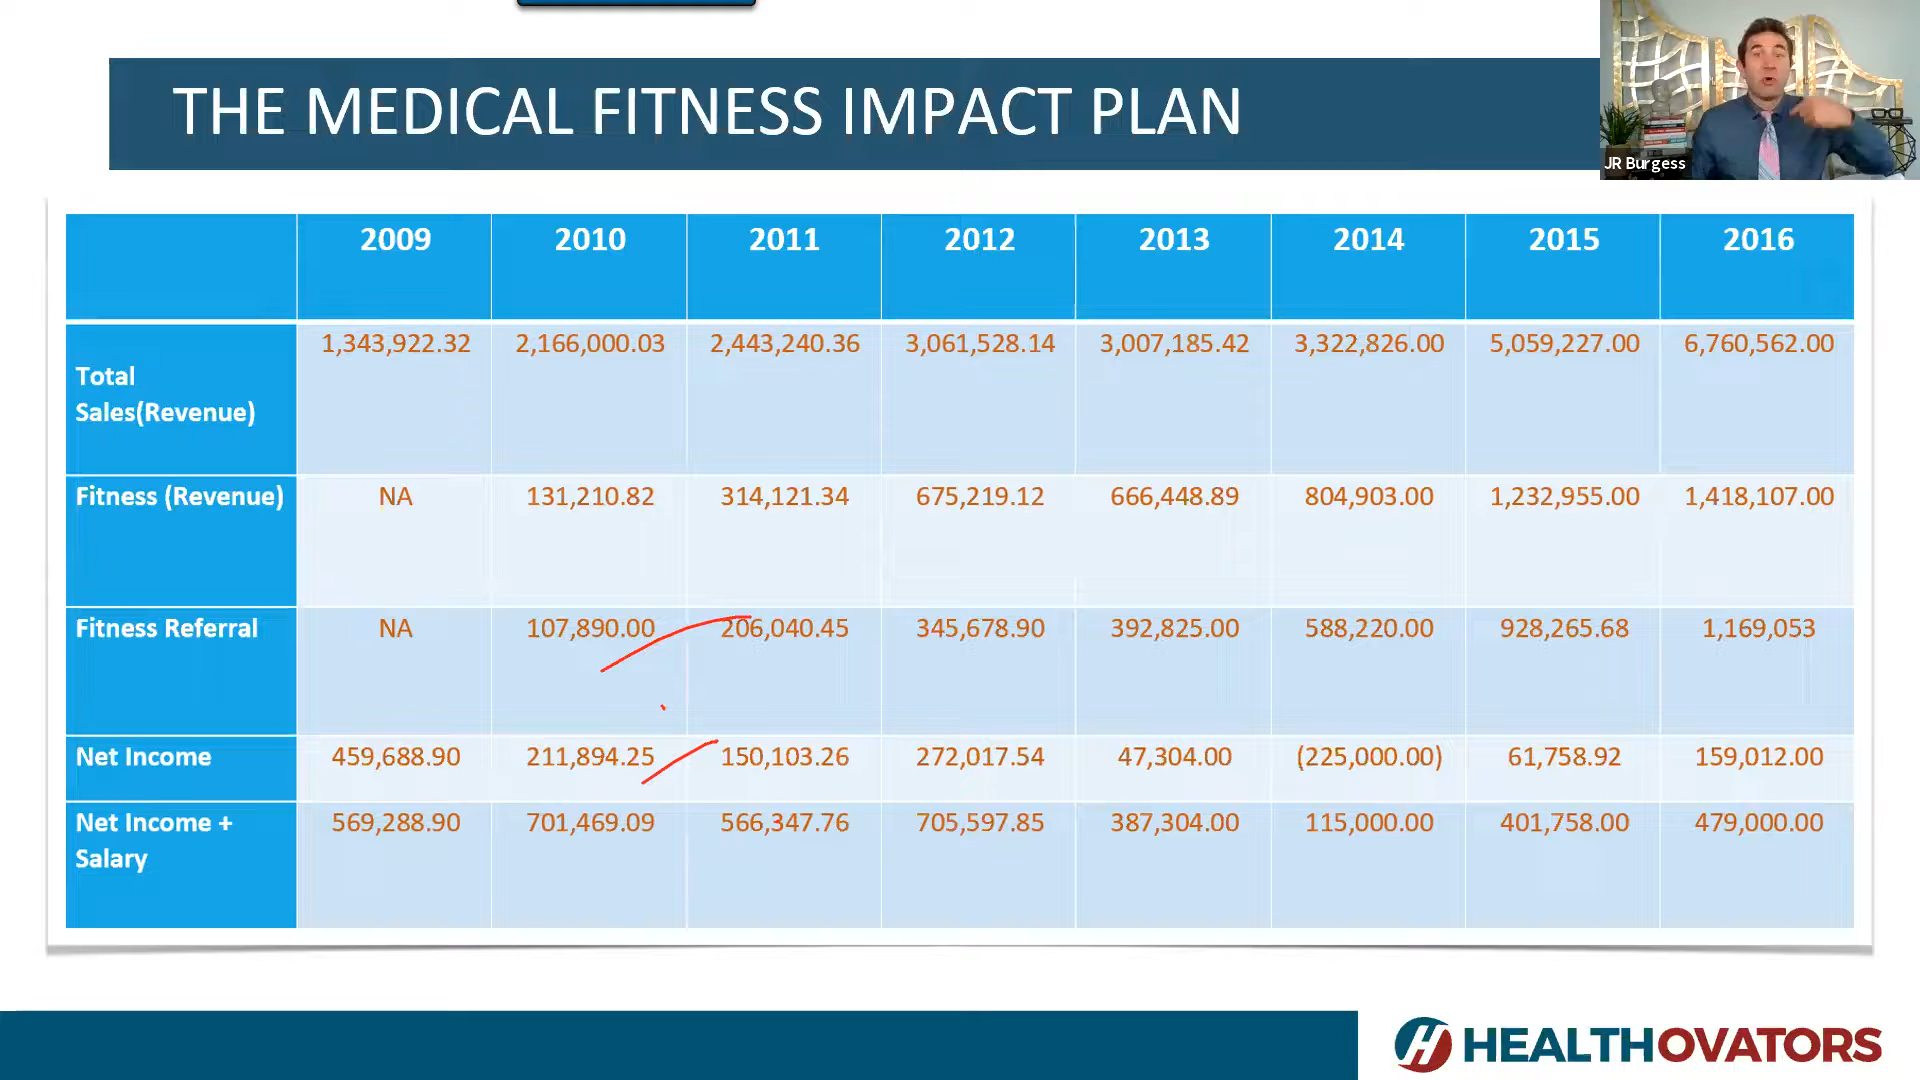 THE MEDICAL FITNESS IMPACT PLAN
JR Burgess
2009 2010 2011 2012 2013 2014 2015 2016
Total Sales(Revenue) 1,343,922.32 2,166,000.03 2,443,240.36 3,061,528.14 3,007,185.42 3,322,826.00 5,059,227.00 6,760,562.00
Fitness (Revenue) NA 131,210.82 314,121.34 675,219.12 666,448.89 804,903.00 1,232,955.00 1,418,107.00
Fitness Referral NA 107,890.00 206,040.45 345,678.90 392,825.00 588,220.00 928,265.68 1,169,053
Net Income 459,688.90 211,894.25 150,103.26 272,017.54 47,304.00 (225,000.00) 61,758.92 159,012.00
Net Income + Salary 569,288.90 701,469.09 566,347.76 705,597.85 387,304.00 115,000.00 401,758.00 479,000.00
HEALTHOVATORS